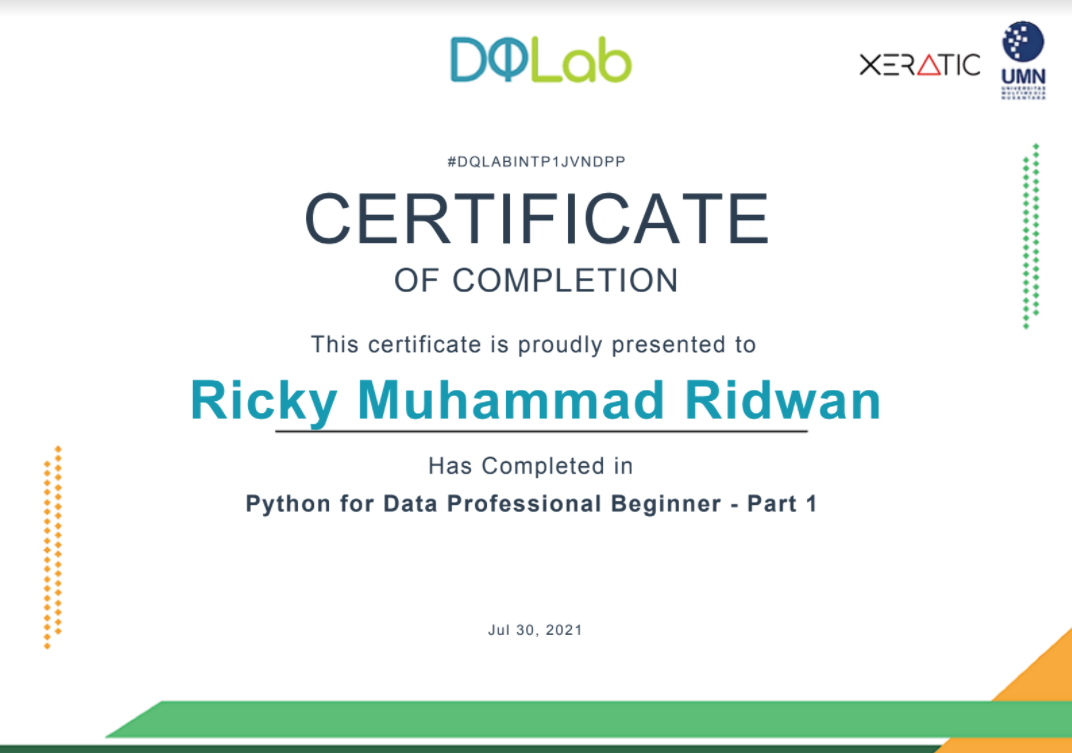 DQLab
XERATIC
UMN
UNIVERSITAS
MULTIMEDIA
NUSANTARA
#DQLABINTP1JVNDPP
CERTIFICATE
OF COMPLETION
This certificate is proudly presented to
Ricky Muhammad Ridwan
Has Completed in
Python for Data Professional Beginner - Part 1
Jul 30, 2021